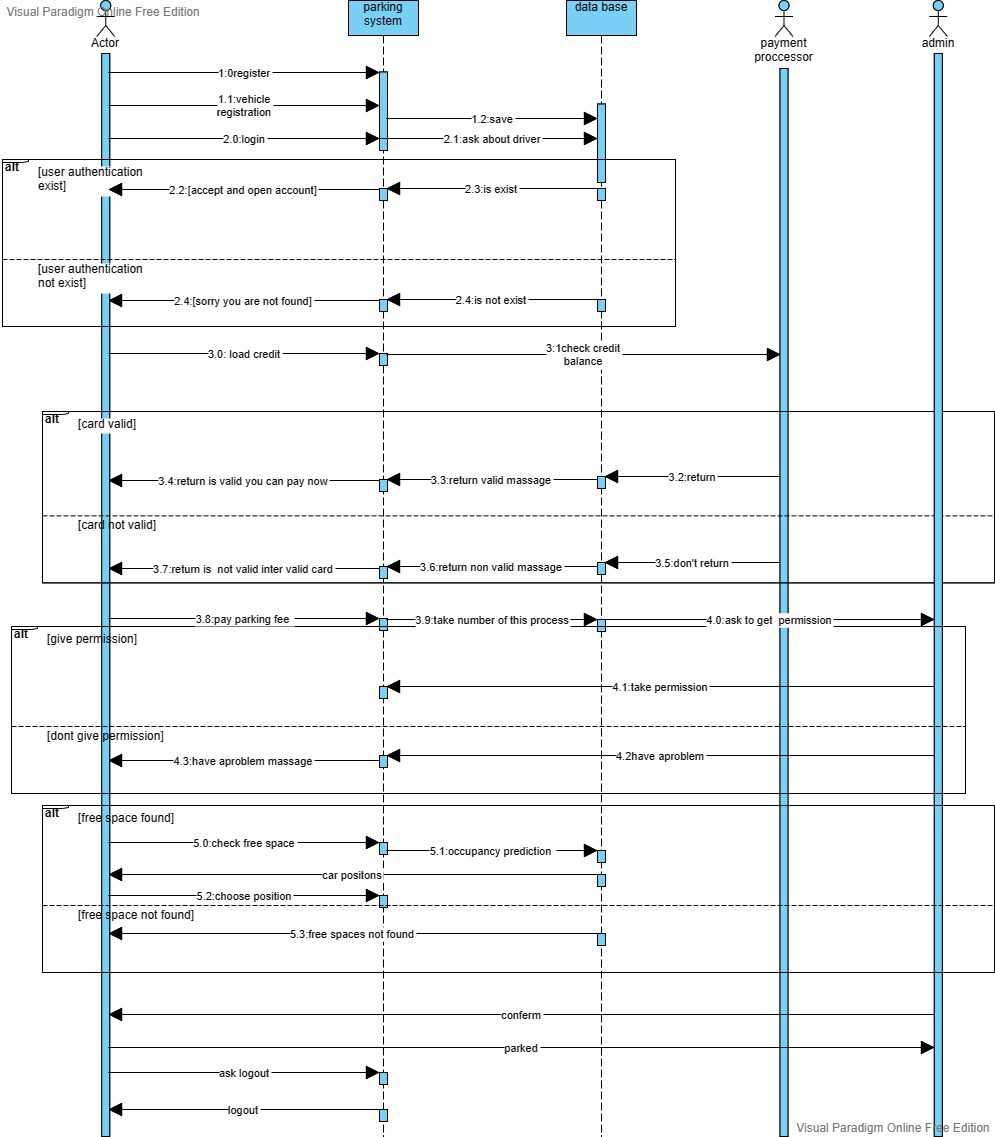 Visual Paradigm Online Free Edition
parking
system
data base
Actor
payment
proccessor
admin
1:0register
1.1:vehicle
registration
1.2:save
2.0:login
2.1:ask about driver
alt
[user authentication
exist]
2.2:[accept and open account]
2.3:is exist
[user authentication
not exist]
2.4:[sorry you are not found]
2.4:is not exist
3.0: load credit
3:1check credit
balance
alt
[card valid]
3.4:return is valid you can pay now
3.3:return valid massage
3.2:return
[card not valid]
3.7:return is  not valid inter valid card
3.6:return non valid massage
3.5:don't return
3.8:pay parking fee
3.9:take number of this process
4.0:ask to get  permission
alt
[give permission]
4.1:take permission
[dont give permission]
4.3:have aproblem massage
4.2have aproblem
alt
[free space found]
5.0:check free space
5.1:occupancy prediction
car positons
5.2:choose position
[free space not found]
5.3:free spaces not found
conferm
parked
ask logout
logout
Visual Paradigm Online Free Edition